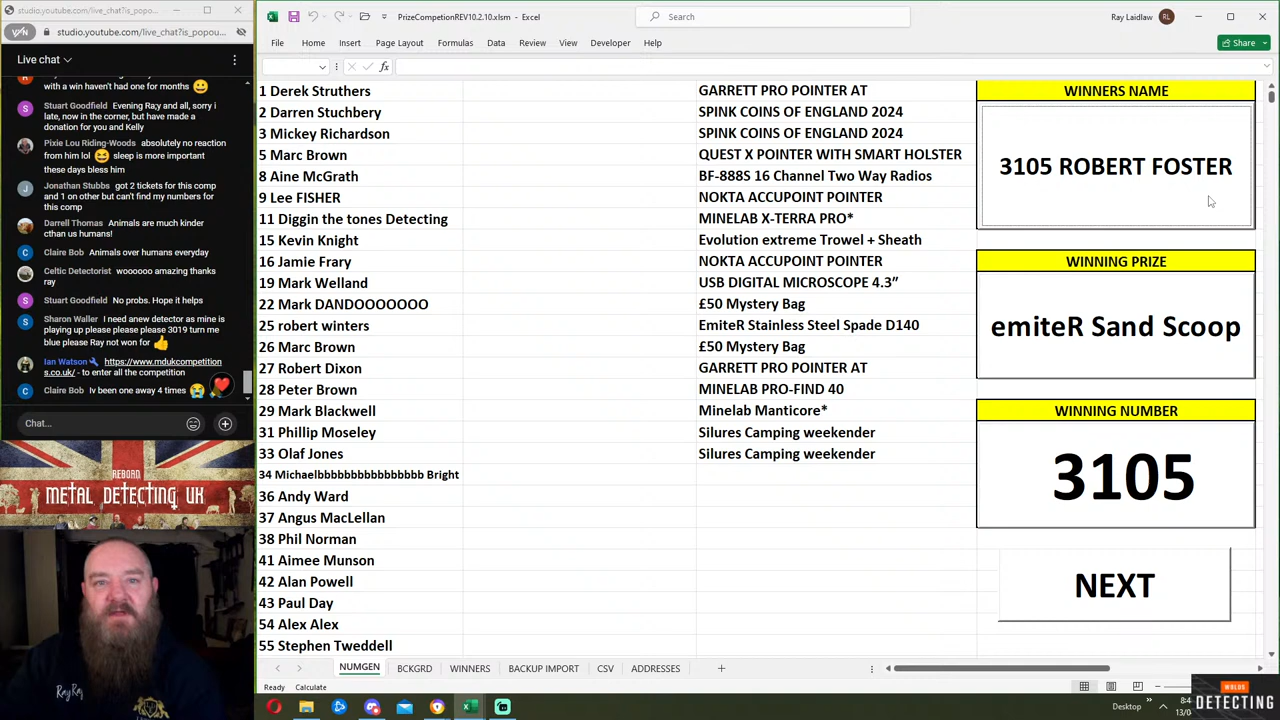 studio.youtube.com/live_chat?is_popou...
studio.youtube.com/live_chat?is_popou...
Live chat
with a win haven't had one for months
S Stuart Goodfield Evening Ray;y and all, sorry i
late, now in the corner, but have made a
donation for you and Kelly
Pixie Lou Riding-Woods absolutely no reaction
from him lol sleep is more important
these days bless him
J Jonathan Stubbs got 2 tickets for this comp
and 1 on other but can't find my numbers for
this comp
Darrell Thomas Animals are much kinder
cthan us humans!
C Claire Bob Animals over humans everyday
Celtic Detectorist woooooo amazing thanks
ray
S Stuart Goodfield No probs. Hope it helps
S Sharon Waller I need anew detector as mine is
playing up please please please 3019 turn me
blue please Ray not won for
Ian Watson https://www.mdukcompetition
s.co.uk/ - to enter all the competition
C Claire Bob Iv been one away 4 times
Chat...
REBORN
METAL DETECTING UK
PrizeCompetionREV10.2.10.xlsm - Excel
Search
Ray Laidlaw RL
File Home Insert Page Layout Formulas Data Review View Developer Help
Share
fx
1 Derek Struthers GARRETT PRO POINTER AT
2 Darren Stuchbery SPINK COINS OF ENGLAND 2024
3 Mickey Richardson SPINK COINS OF ENGLAND 2024
5 Marc Brown QUEST X POINTER WITH SMART HOLSTER
8 Aine McGrath BF-888S 16 Channel Two Way Radios
9 Lee FISHER NOKTA ACCUPOINT POINTER
11 Diggin the tones Detecting MINELAB X-TERRA PRO*
15 Kevin Knight Evolution extreme Trowel + Sheath
16 Jamie Frary NOKTA ACCUPOINT POINTER
19 Mark Welland USB DIGITAL MICROSCOPE 4.3”
22 Mark DANDOOOOOOO £50 Mystery Bag
25 robert winters EmiteR Stainless Steel Spade D140
26 Marc Brown £50 Mystery Bag
27 Robert Dixon GARRETT PRO POINTER AT
28 Peter Brown MINELAB PRO-FIND 40
29 Mark Blackwell Minelab Manticore*
31 Phillip Moseley Silures Camping weekender
33 Olaf Jones Silures Camping weekender
34 Michaelbbbbbbbbbbbbbbbb Bright
36 Andy Ward
37 Angus MacLellan
38 Phil Norman
41 Aimee Munson
42 Alan Powell
43 Paul Day
54 Alex Alex
55 Stephen Tweddell
WINNERS NAME
3105 ROBERT FOSTER
WINNING PRIZE
emiteR Sand Scoop
WINNING NUMBER
3105
NEXT
NUMGEN BCKGRD WINNERS BACKUP IMPORT CSV ADDRESSES
Ready Calculate
Desktop
DETECTING